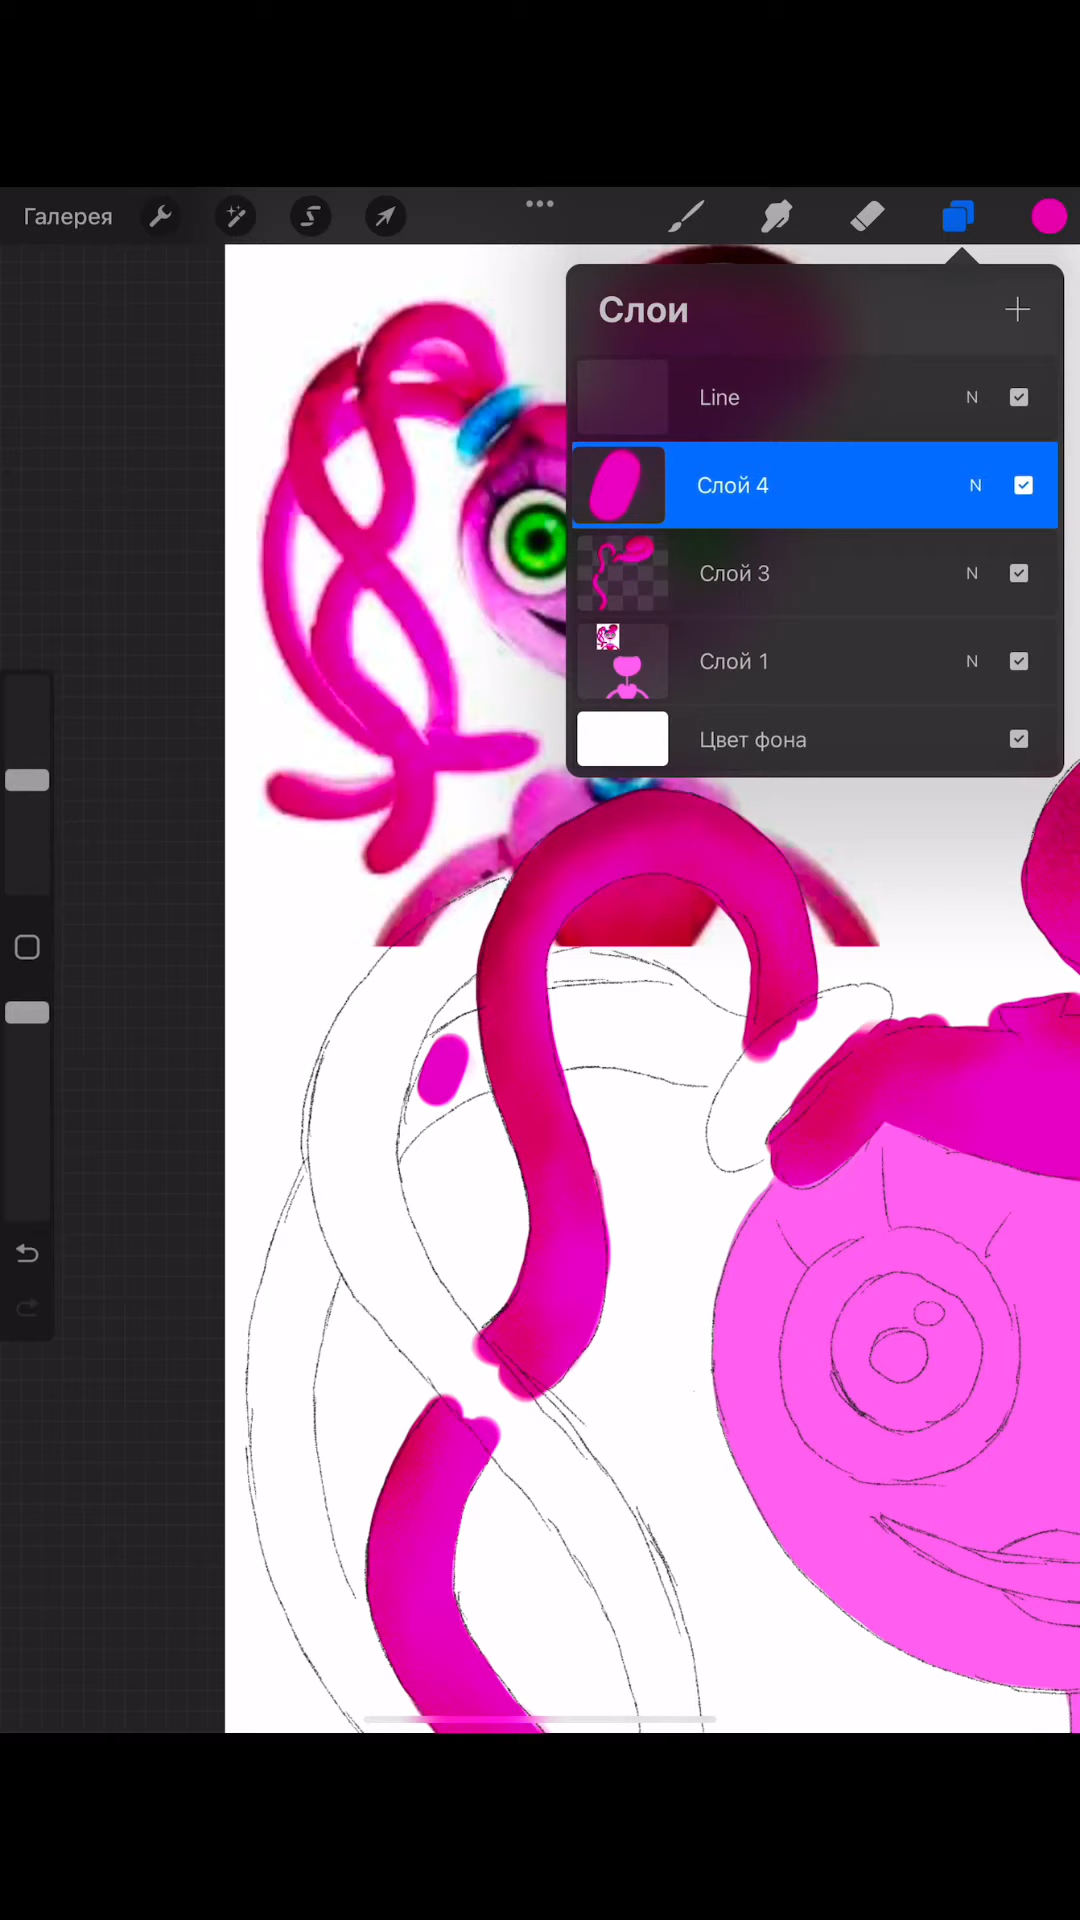 Галерея
Слои
Line N
Слой 4 N
Слой 3 N
Слой 1 N
Цвет фона